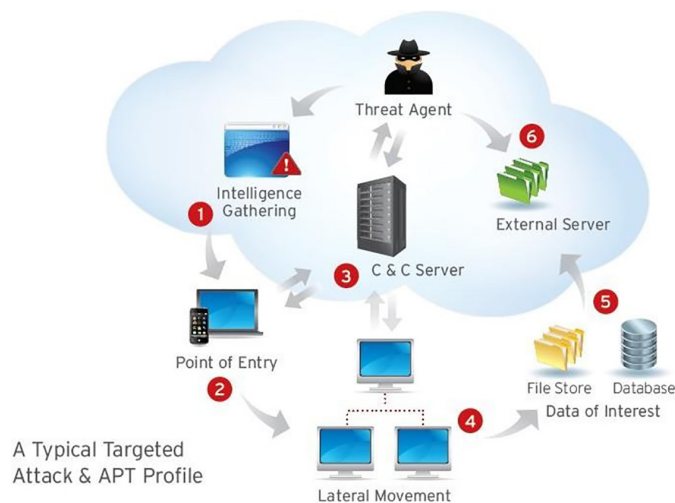 Threat Agent
6
Intelligence
Gathering
1
External Server
3
C & C Server
5
Point of Entry
2
File Store
Database
Data of Interest
4
A Typical Targeted
Attack & APT Profile
Lateral Movement